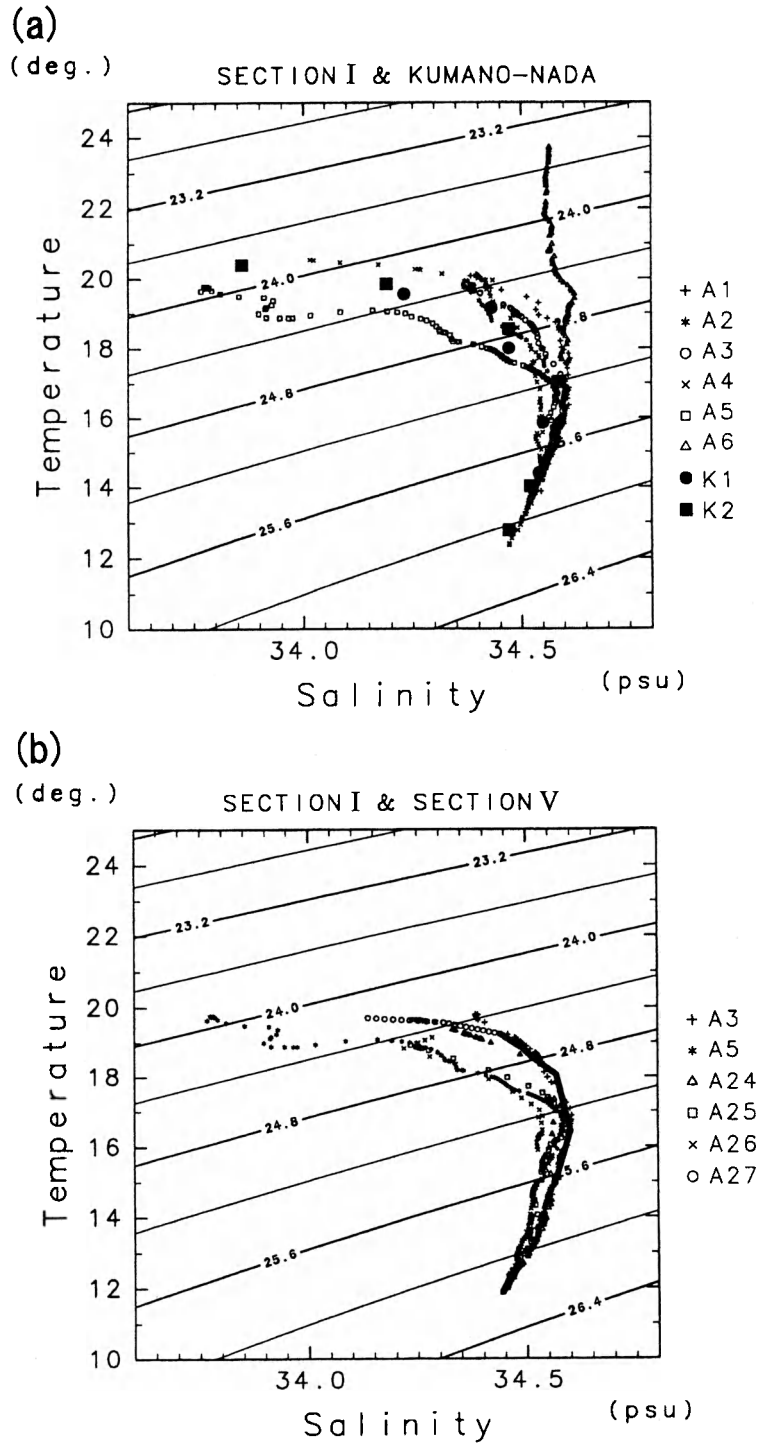 (a)
(deg.)
SECTION I & KUMANO-NADA
24
22
20
18
16
14
12
10
Temperature
23.2
23.2
24.0
24.0
24.8
.8
25.6
5.6
26.4
34.0
34.5
Salinity
(psu)
+ A1
* A2
○ A3
× A4
□ A5
△ A6
● K1
■ K2
(b)
(deg.)
SECTION I & SECTION V
24
22
20
18
16
14
12
10
Temperature
23.2
23.2
24.0
24.0
24.8
24.8
25.6
5.6
26.4
34.0
34.5
Salinity
(psu)
+ A3
* A5
△ A24
□ A25
× A26
○ A27